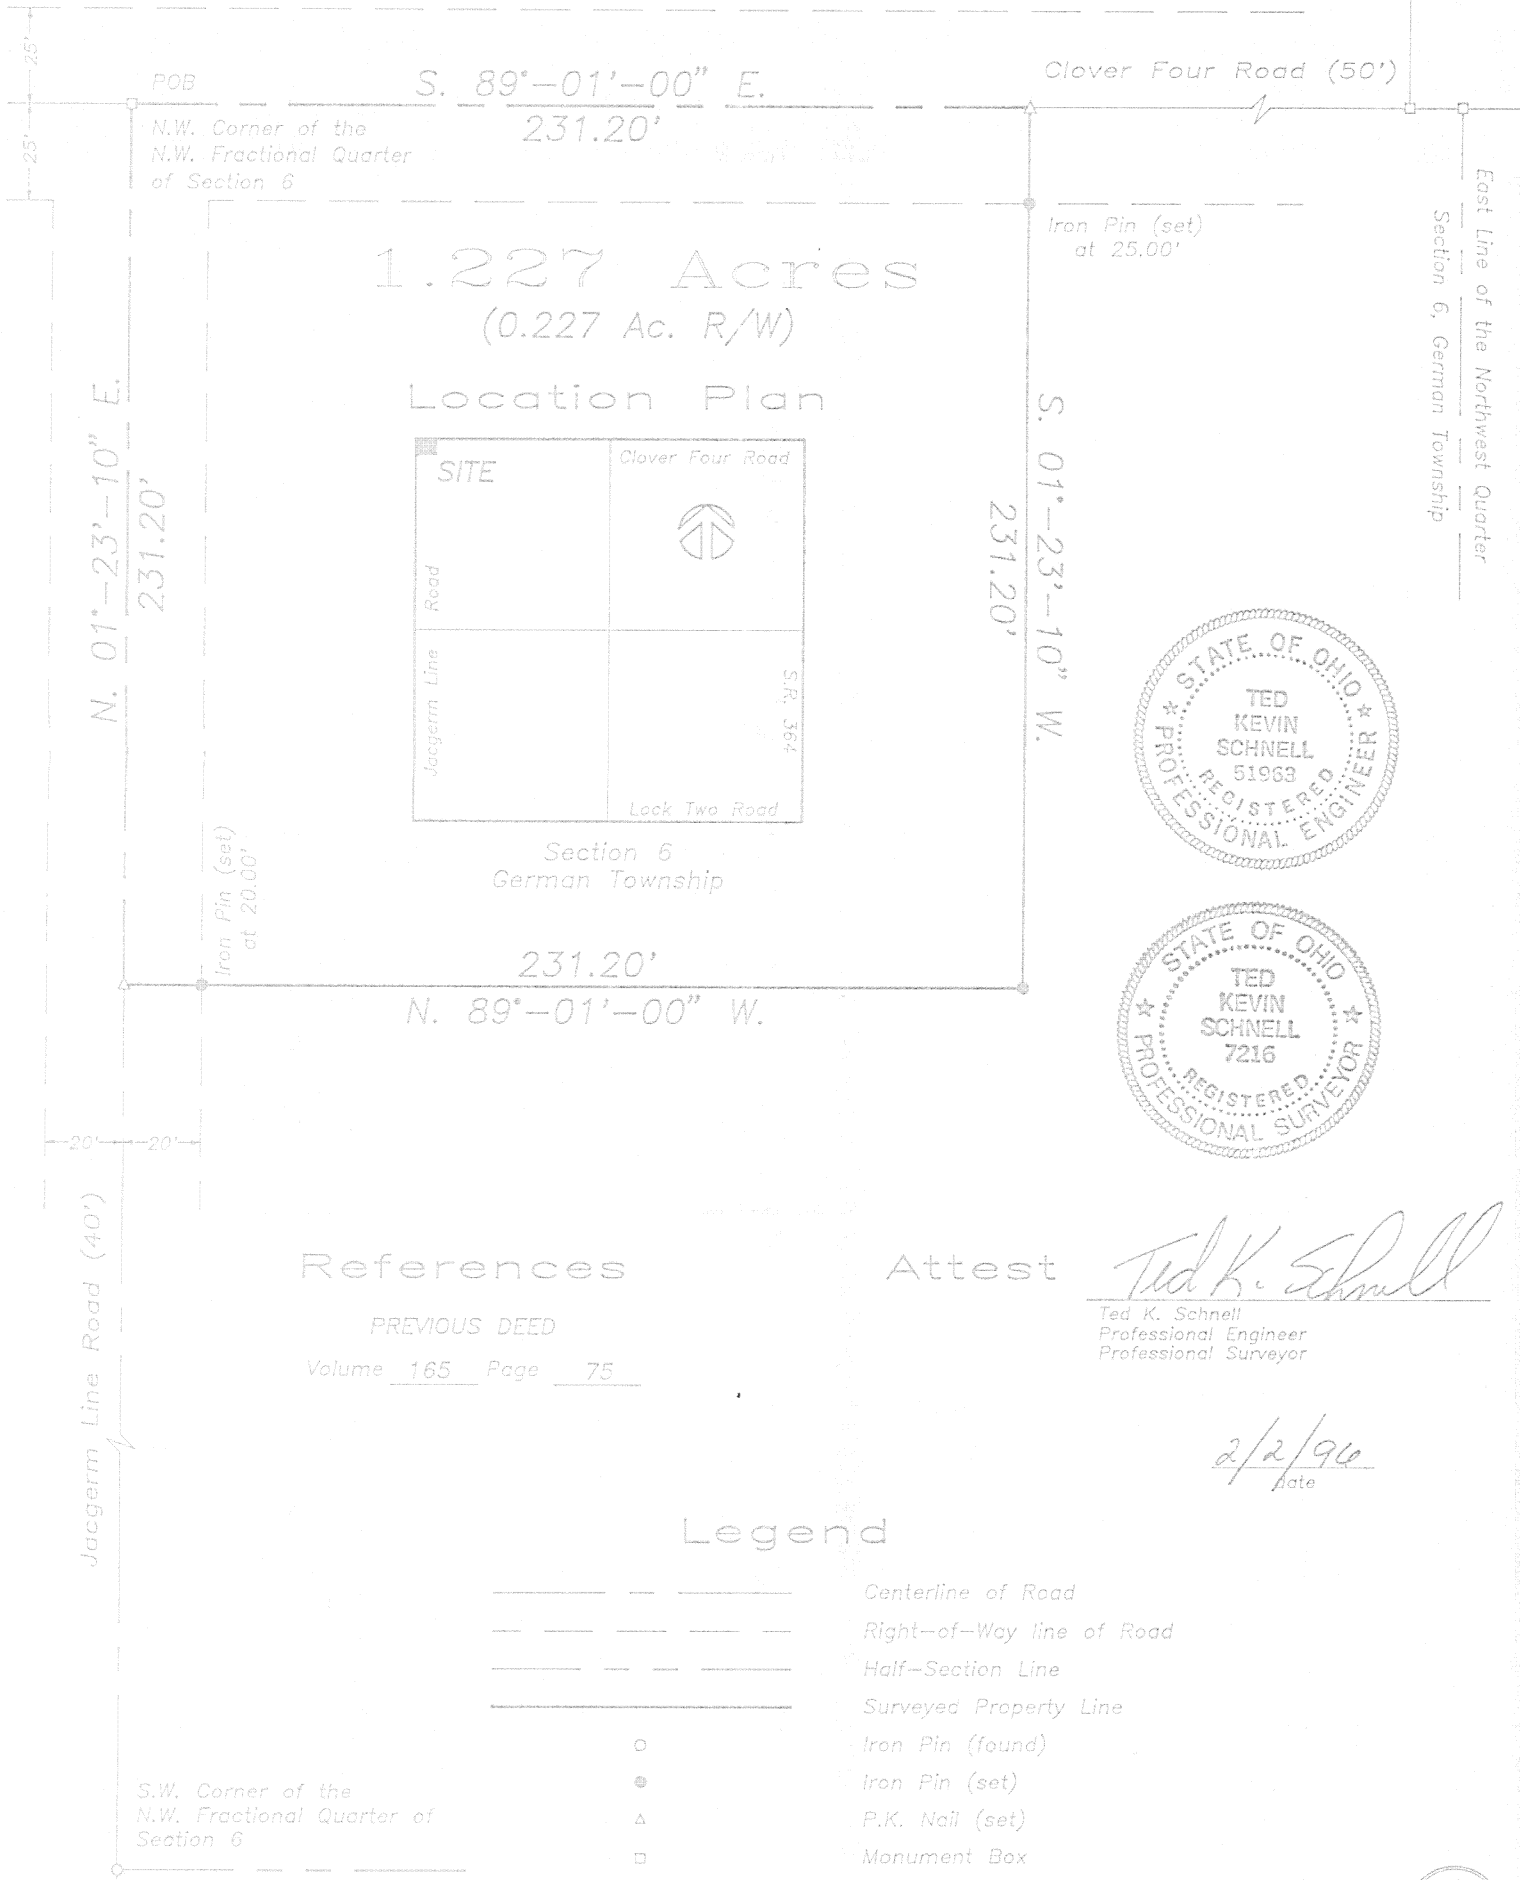 25'
25'
POB
S. 89°-01'-00" E.
231.20'
Clover Four Road (50')
N.W. Corner of the
N.W. Fractional Quarter
of Section 6
Iron Pin (set)
at 25.00'
East Line of the Northwest Quarter
Section 6, German Township
1.227 Acres
(0.227 Ac. R/W)
Location Plan
SITE
Clover Four Road
Jacgerm Line Road
S.R. 364
Lock Two Road
Section 6
German Township
N. 01°-23'-10" E.
231.20'
S. 01°-23'-10" W.
231.20'
Iron Pin (set)
at 20.00'
231.20'
N. 89°-01'-00" W.
STATE OF OHIO
TED
KEVIN
SCHNELL
51963
REGISTERED
PROFESSIONAL ENGINEER
STATE OF OHIO
TED
KEVIN
SCHNELL
7216
REGISTERED
PROFESSIONAL SURVEYOR
20' 20'
Jacgerm Line Road (40')
References
PREVIOUS DEED
Volume 165 Page 75
Attest Ted K. Schnell
Ted K. Schnell
Professional Engineer
Professional Surveyor
2/2/96
date
Legend
Centerline of Road
Right-of-Way line of Road
Half-Section Line
Surveyed Property Line
Iron Pin (found)
Iron Pin (set)
P.K. Nail (set)
Monument Box
S.W. Corner of the
N.W. Fractional Quarter of
Section 6